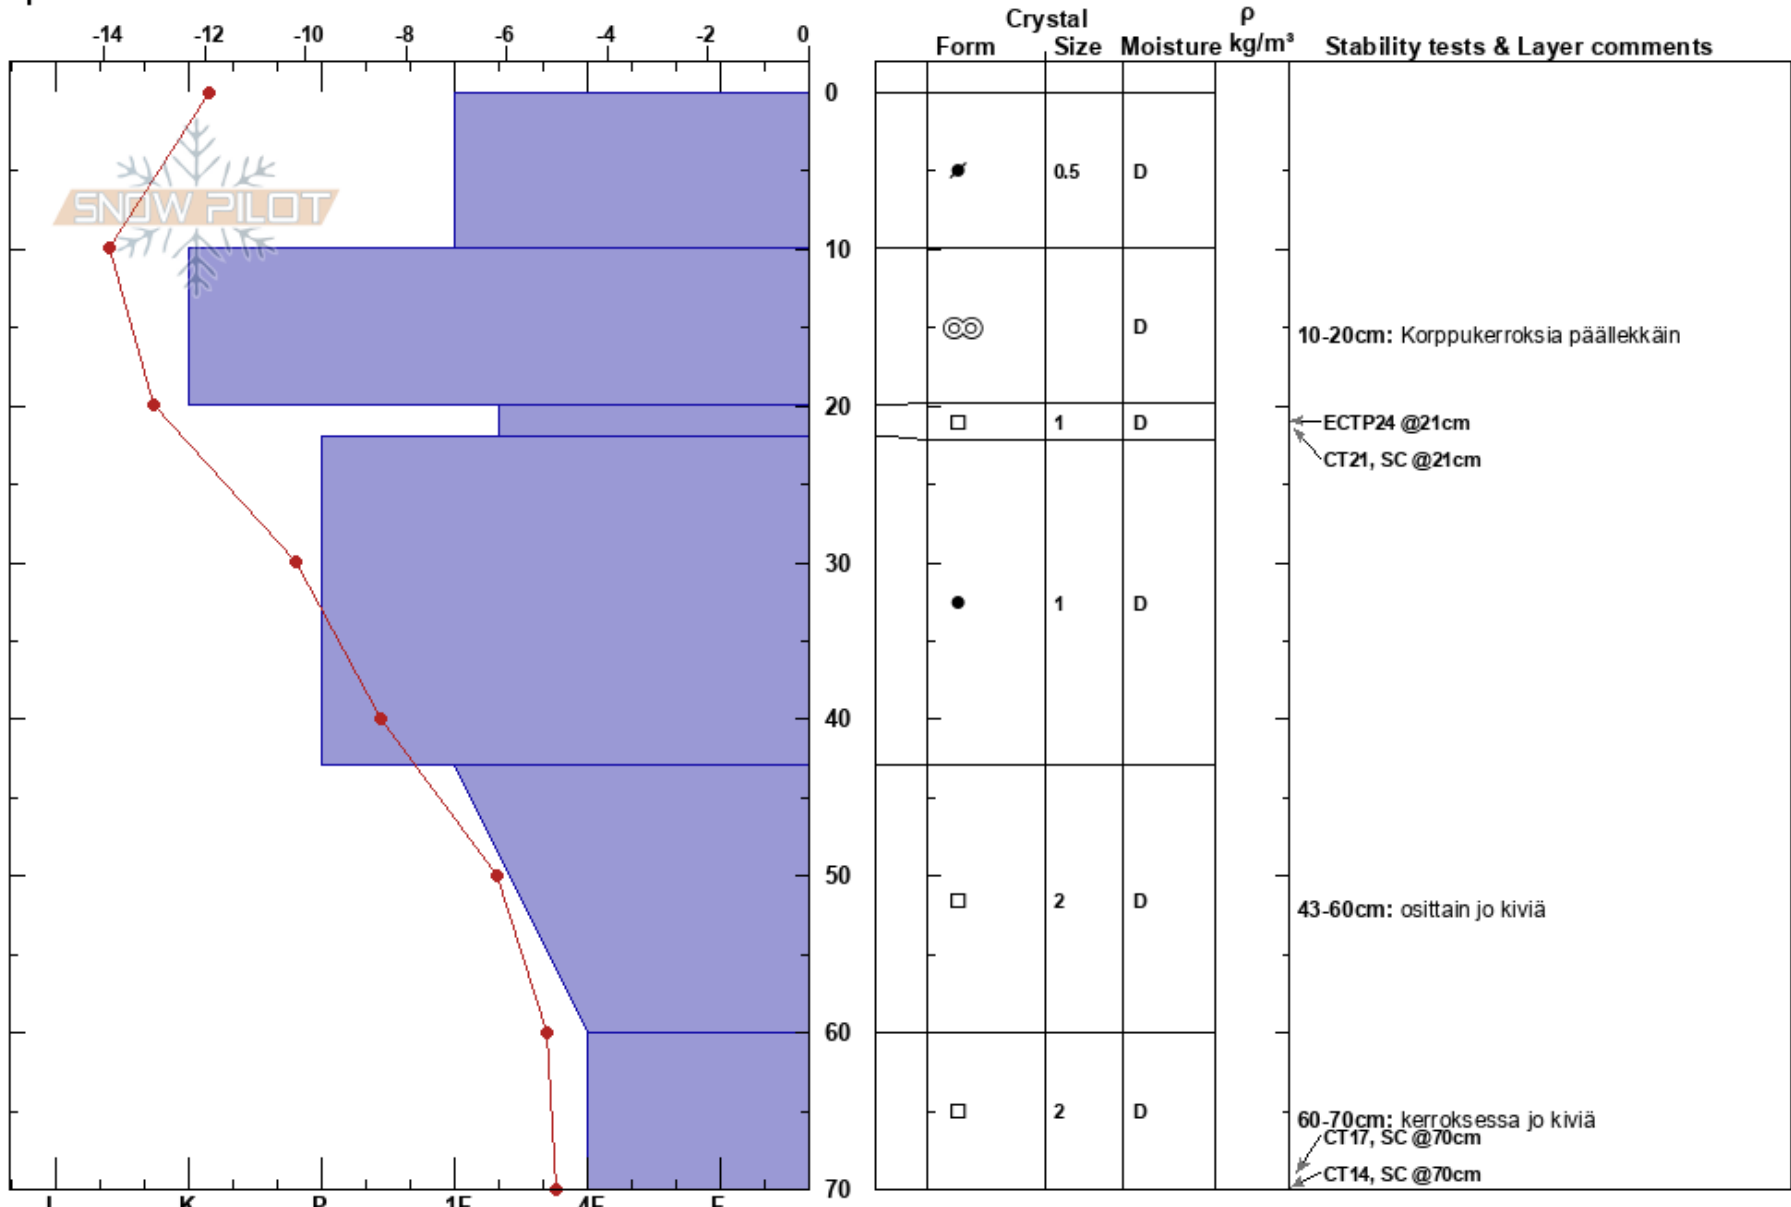 Crystal ρ
-14 -12 -10 -8 -6 -4 -2 0 Form Size Moisture kg/m³ Stability tests & Layer comments
0
0.5 D
SNOW PILOT
10
D 10-20cm: Korppukerroksia päällekkäin
20
1 D ECTP24 @21cm
CT21, SC @21cm
30
1 D
40
50
2 D 43-60cm: osittain jo kiviä
60
2 D 60-70cm: kerroksessa jo kiviä
CT17, SC @70cm
CT14, SC @70cm
70
I K P 1F 4F F